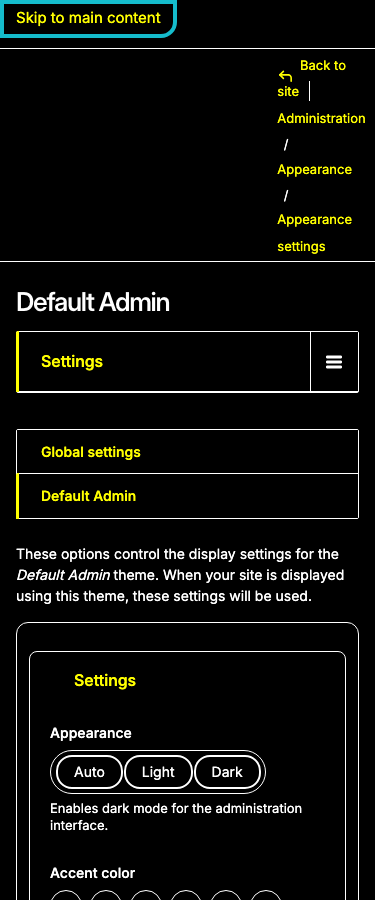 Skip to main content
Back to
site
Administration
/
Appearance
/
Appearance
settings
Default Admin
Settings
Global settings
Default Admin
These options control the display settings for the
Default Admin theme. When your site is displayed
using this theme, these settings will be used.
Settings
Appearance
Auto Light Dark
Enables dark mode for the administration
interface.
Accent color